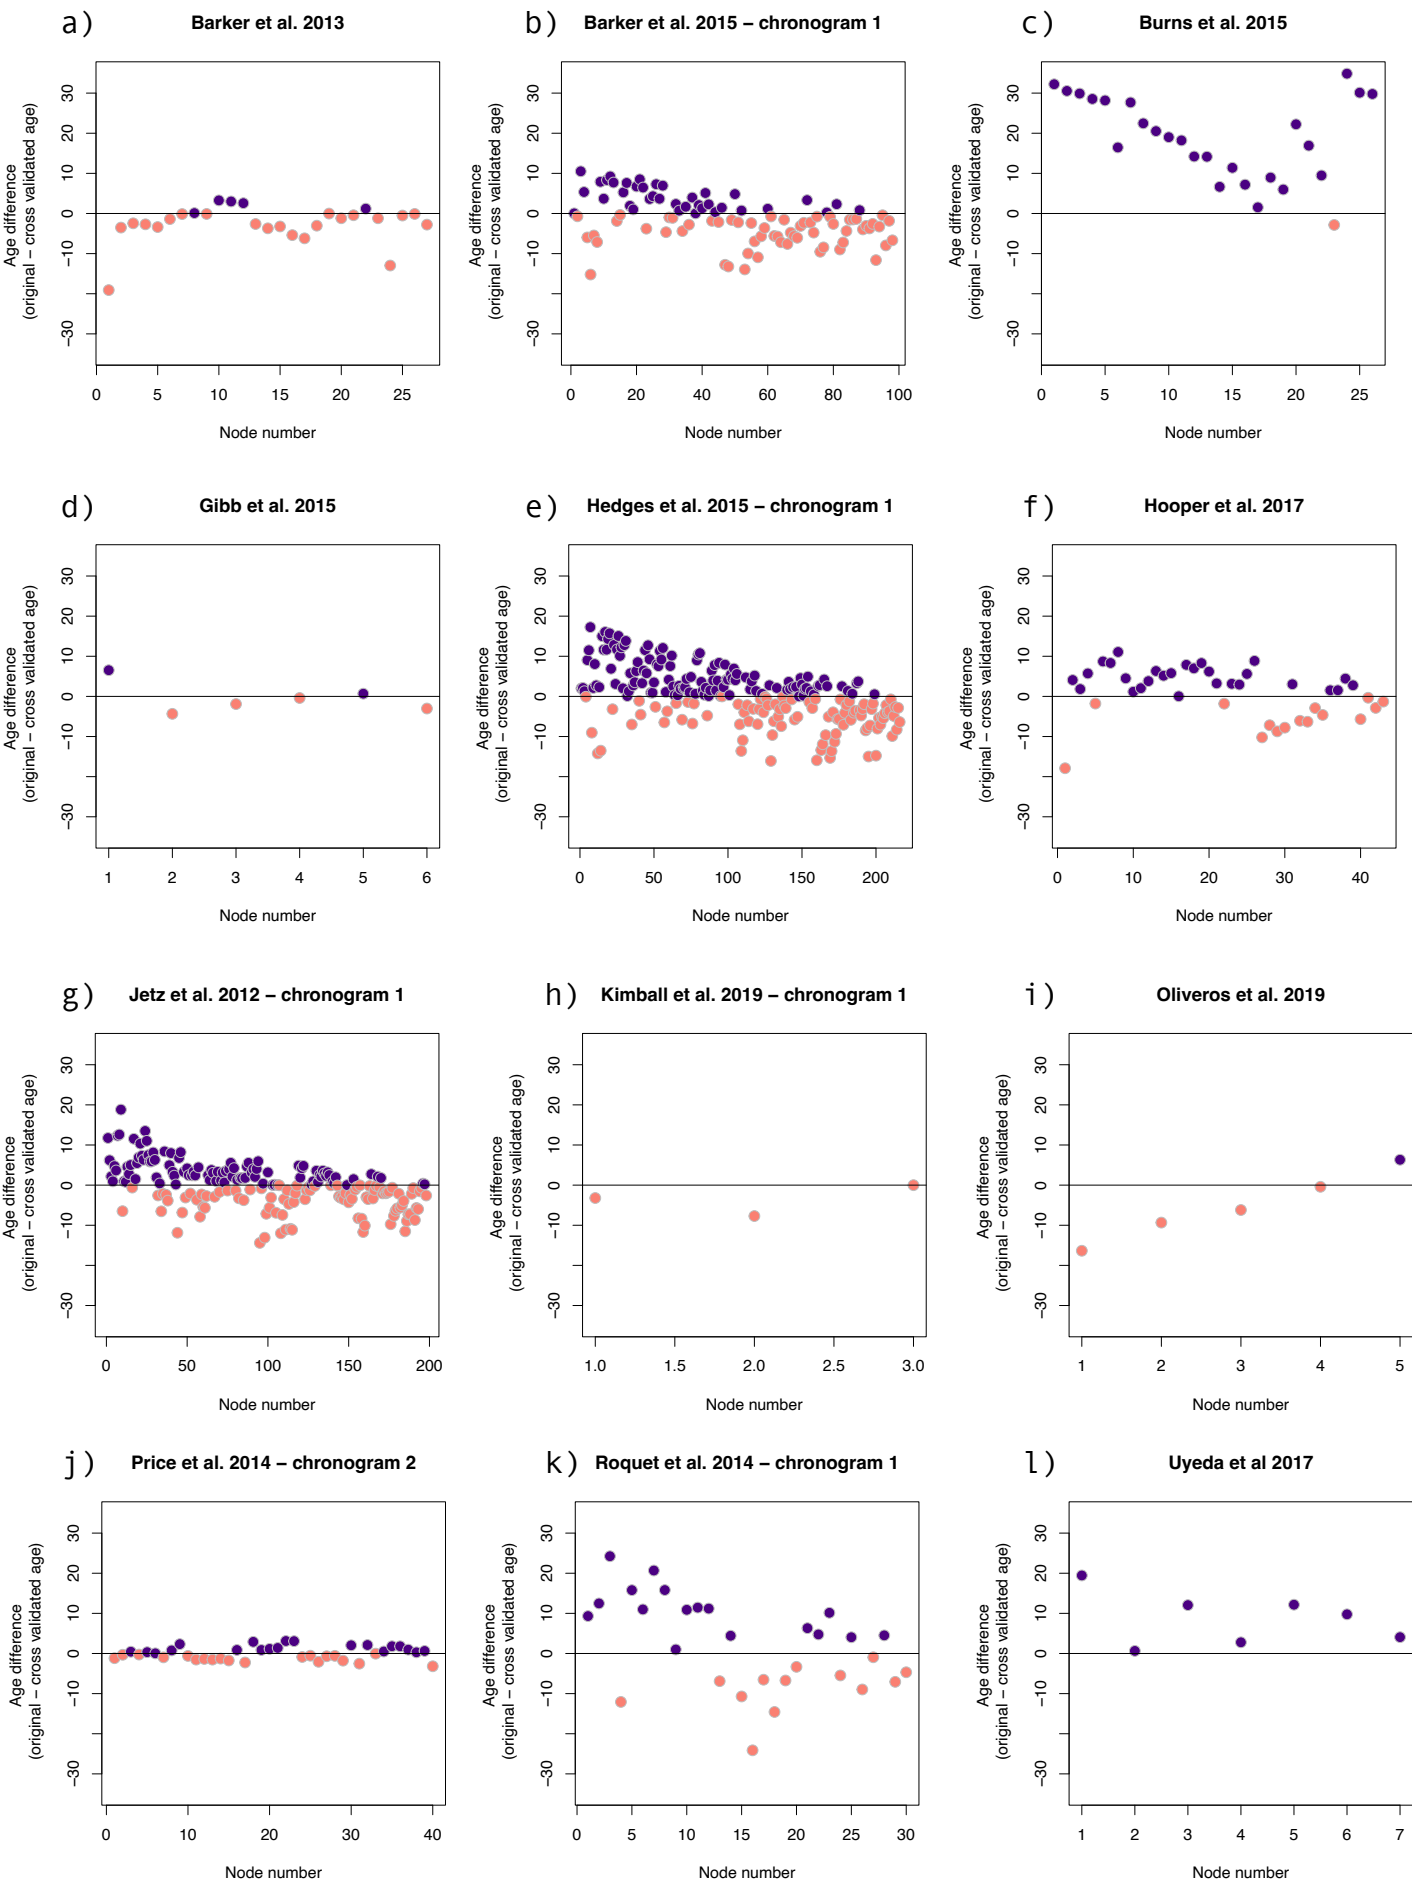 a) Barker et al. 2013
Age difference
(original − cross validated age)
30
20
10
0
−10
−30
0 5 10 15 20 25
Node number
b) Barker et al. 2015 − chronogram 1
Age difference
(original − cross validated age)
30
20
10
0
−10
−30
0 20 40 60 80 100
Node number
c) Burns et al. 2015
Age difference
(original − cross validated age)
30
20
10
0
−10
−30
0 5 10 15 20 25
Node number
d) Gibb et al. 2015
Age difference
(original − cross validated age)
30
20
10
0
−10
−30
1 2 3 4 5 6
Node number
e) Hedges et al. 2015 − chronogram 1
Age difference
(original − cross validated age)
30
20
10
0
−10
−30
0 50 100 150 200
Node number
f) Hooper et al. 2017
Age difference
(original − cross validated age)
30
20
10
0
−10
−30
0 10 20 30 40
Node number
g) Jetz et al. 2012 − chronogram 1
Age difference
(original − cross validated age)
30
20
10
0
−10
−30
0 50 100 150 200
Node number
h) Kimball et al. 2019 − chronogram 1
Age difference
(original − cross validated age)
30
20
10
0
−10
−30
1.0 1.5 2.0 2.5 3.0
Node number
i) Oliveros et al. 2019
Age difference
(original − cross validated age)
30
20
10
0
−10
−30
1 2 3 4 5
Node number
j) Price et al. 2014 − chronogram 2
Age difference
(original − cross validated age)
30
20
10
0
−10
−30
0 10 20 30 40
Node number
k) Roquet et al. 2014 − chronogram 1
Age difference
(original − cross validated age)
30
20
10
0
−10
−30
0 5 10 15 20 25 30
Node number
l) Uyeda et al 2017
Age difference
(original − cross validated age)
30
20
10
0
−10
−30
1 2 3 4 5 6 7
Node number